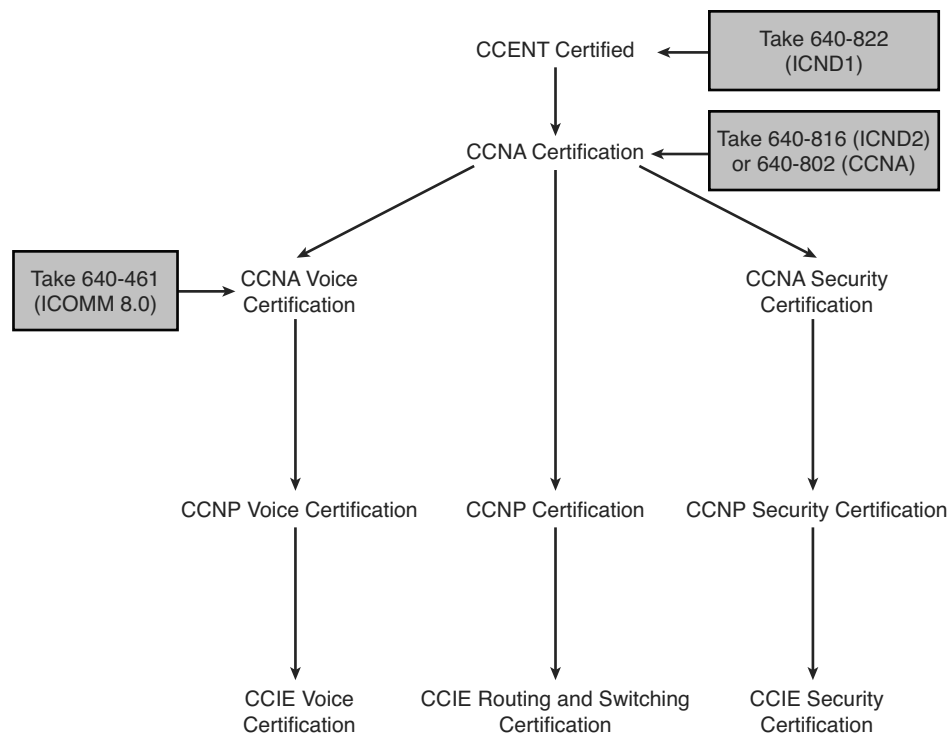 CCENT Certified
Take 640-822
(ICND1)
CCNA Certification
Take 640-816 (ICND2)
or 640-802 (CCNA)
Take 640-461
(ICOMM 8.0)
CCNA Voice
Certification
CCNA Security
Certification
CCNP Voice Certification
CCNP Certification
CCNP Security Certification
CCIE Voice
Certification
CCIE Routing and Switching
Certification
CCIE Security
Certification